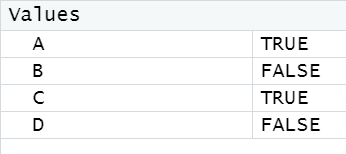 Values
A TRUE
B FALSE
C TRUE
D FALSE